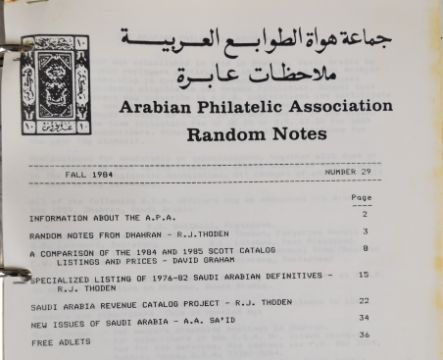 جماعة هواة الطوابع العربية
ملاحظات عابرة
Arabian Philatelic Association
Random Notes
FALL 1984 NUMBER 29
Page
INFORMATION ABOUT THE A.P.A. 2
RANDOM NOTES FROM DHAHRAN - R.J.THODEN 3
A COMPARISON OF THE 1984 AND 1985 SCOTT CATALOG
LISTINGS AND PRICES - DAVID GRAHAM 8
SPECIALIZED LISTING OF 1976-82 SAUDI ARABIAN DEFINITIVES - 15
R.J. THODEN
SAUDI ARABIA REVENUE CATALOG PROJECT - R.J. THODEN 22
NEW ISSUES OF SAUDI ARABIA - A.A. SA'ID 34
FREE ADLETS 36